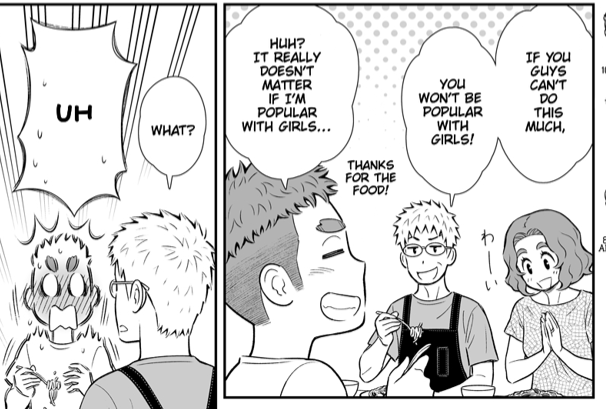 IF YOU
GUYS
CAN'T
DO
THIS
MUCH,
YOU
WON'T BE
POPULAR
WITH
GIRLS!
わーい
THANKS
FOR THE
FOOD!
HUH?
IT REALLY
DOESN'T
MATTER
IF I'M
POPULAR
WITH GIRLS...
WHAT?
UH